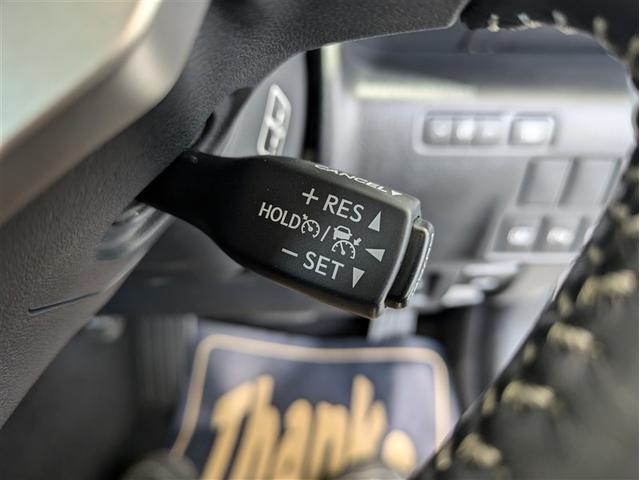 CANCEL
+ RES ▲
HOLD /
− SET ▼
Thank